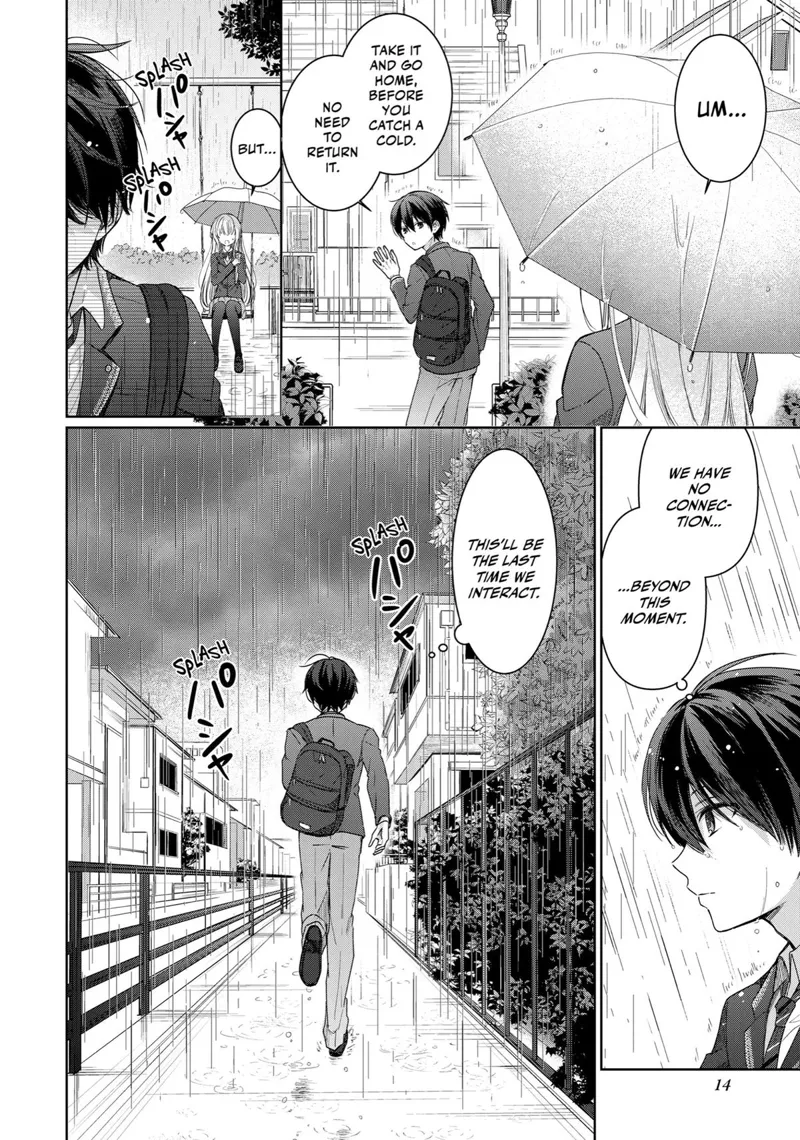 UM...
TAKE IT
AND GO
HOME,
BEFORE
YOU
CATCH A
COLD.
NO
NEED TO
RETURN
IT.
BUT...
SPLASH
パシャ
SPLASH
パシャ
WE HAVE
NO
CONNEC-
TION...
...BEYOND
THIS
MOMENT.
THIS'LL BE
THE LAST
TIME WE
INTERACT.
SPLASH
パシャ
SPLASH
パシャ
14